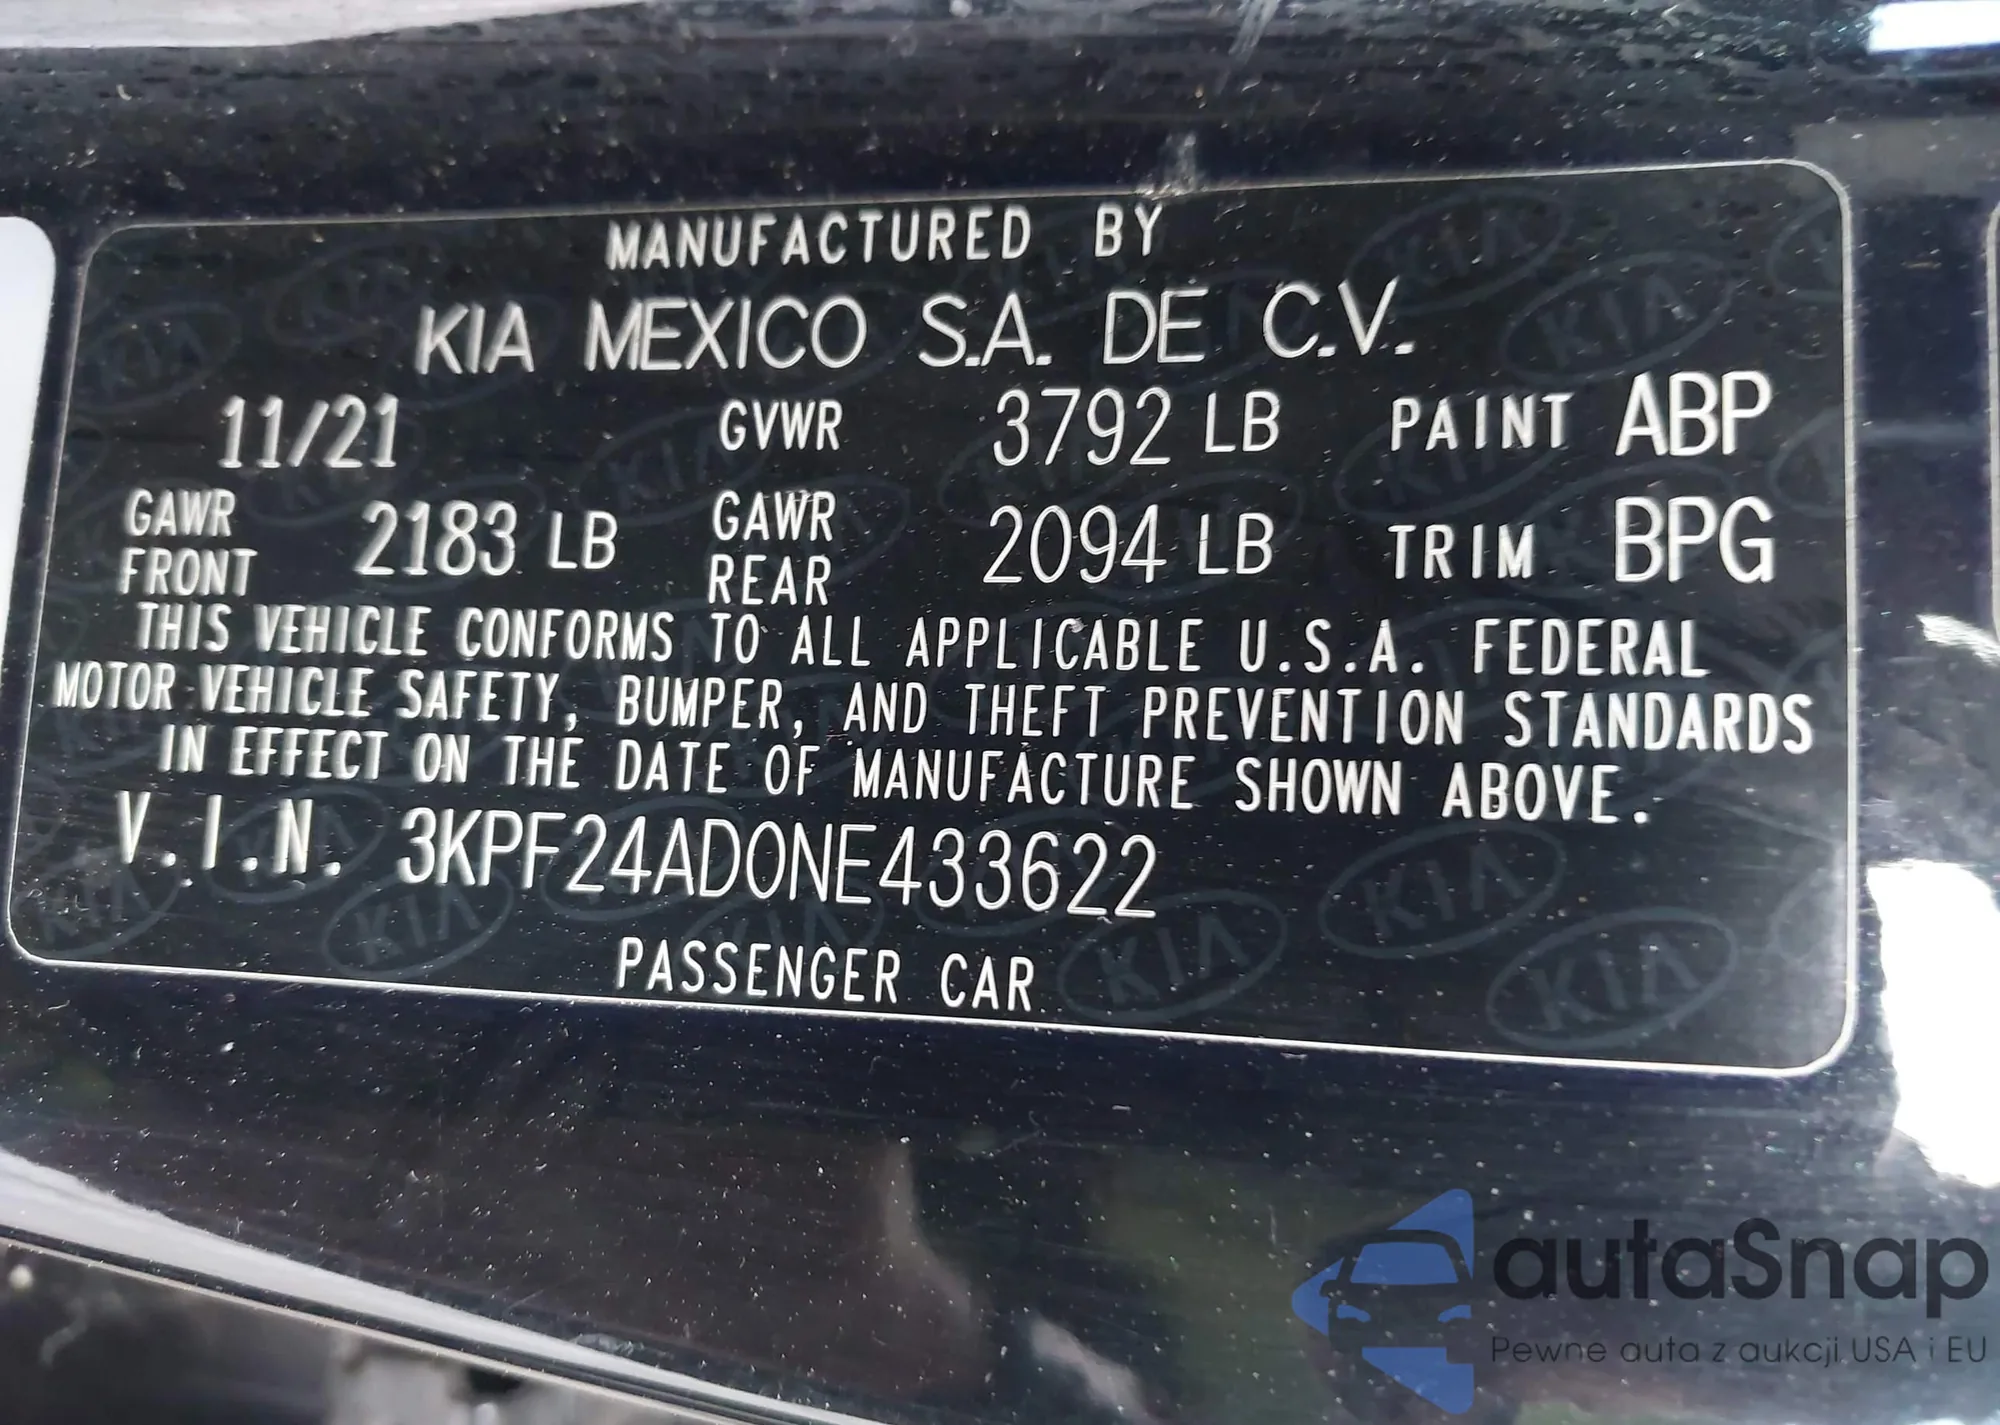 MANUFACTURED BY
KIA MEXICO S.A. DE C.V.
11/21 GVWR 3792 LB PAINT ABP
GAWR FRONT 2183 LB GAWR REAR 2094 LB TRIM BPG
THIS VEHICLE CONFORMS TO ALL APPLICABLE U.S.A. FEDERAL
MOTOR VEHICLE SAFETY, BUMPER, AND THEFT PREVENTION STANDARDS
IN EFFECT ON THE DATE OF MANUFACTURE SHOWN ABOVE.
V.I.N. 3KPF24AD0NE433622
PASSENGER CAR
autaSnap
Pewne auta z aukcji USA i EU